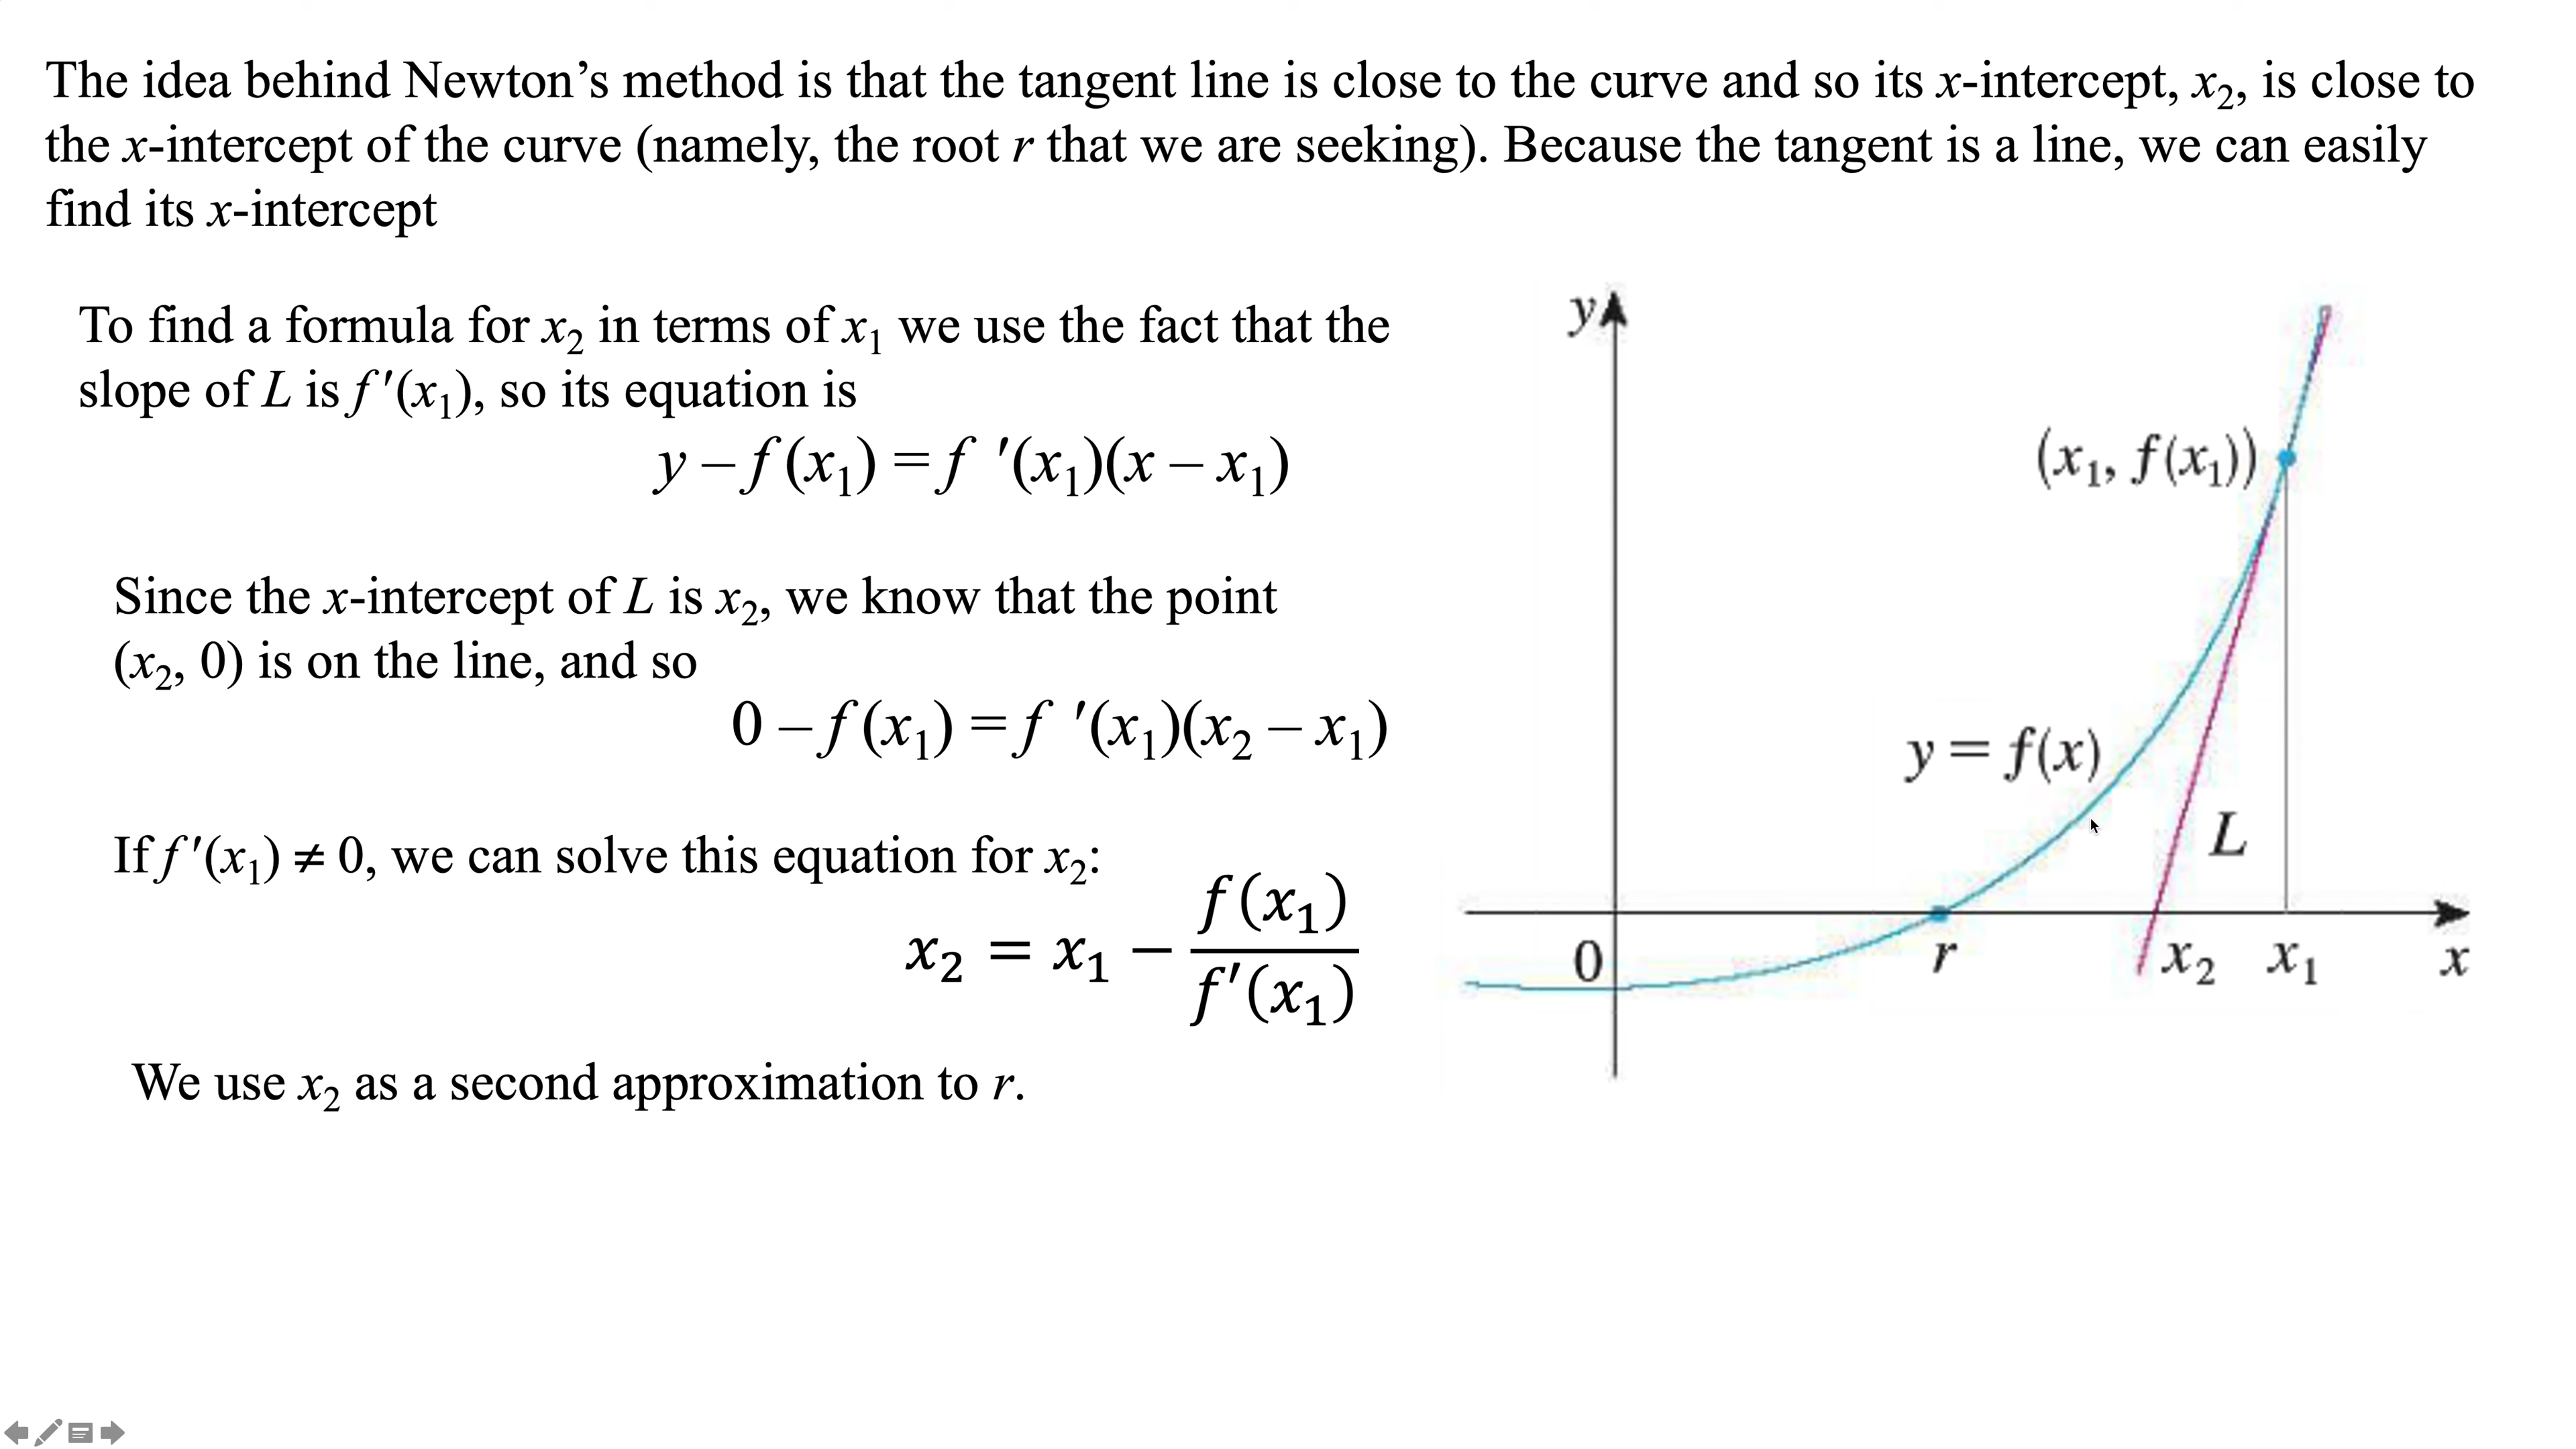 The idea behind Newton’s method is that the tangent line is close to the curve and so its x-intercept, x₂, is close to
the x-intercept of the curve (namely, the root r that we are seeking). Because the tangent is a line, we can easily
find its x-intercept
To find a formula for x₂ in terms of x₁ we use the fact that the
slope of L is f ′(x₁), so its equation is
y – f (x₁) = f ′(x₁)(x – x₁)
Since the x-intercept of L is x₂, we know that the point
(x₂, 0) is on the line, and so
0 – f (x₁) = f ′(x₁)(x₂ – x₁)
If f ′(x₁) ≠ 0, we can solve this equation for x₂:
x₂ = x₁ − f(x₁)/f′(x₁)
We use x₂ as a second approximation to r.
y
(x₁, f(x₁))
y = f(x)
L
0
r
x₂
x₁
x